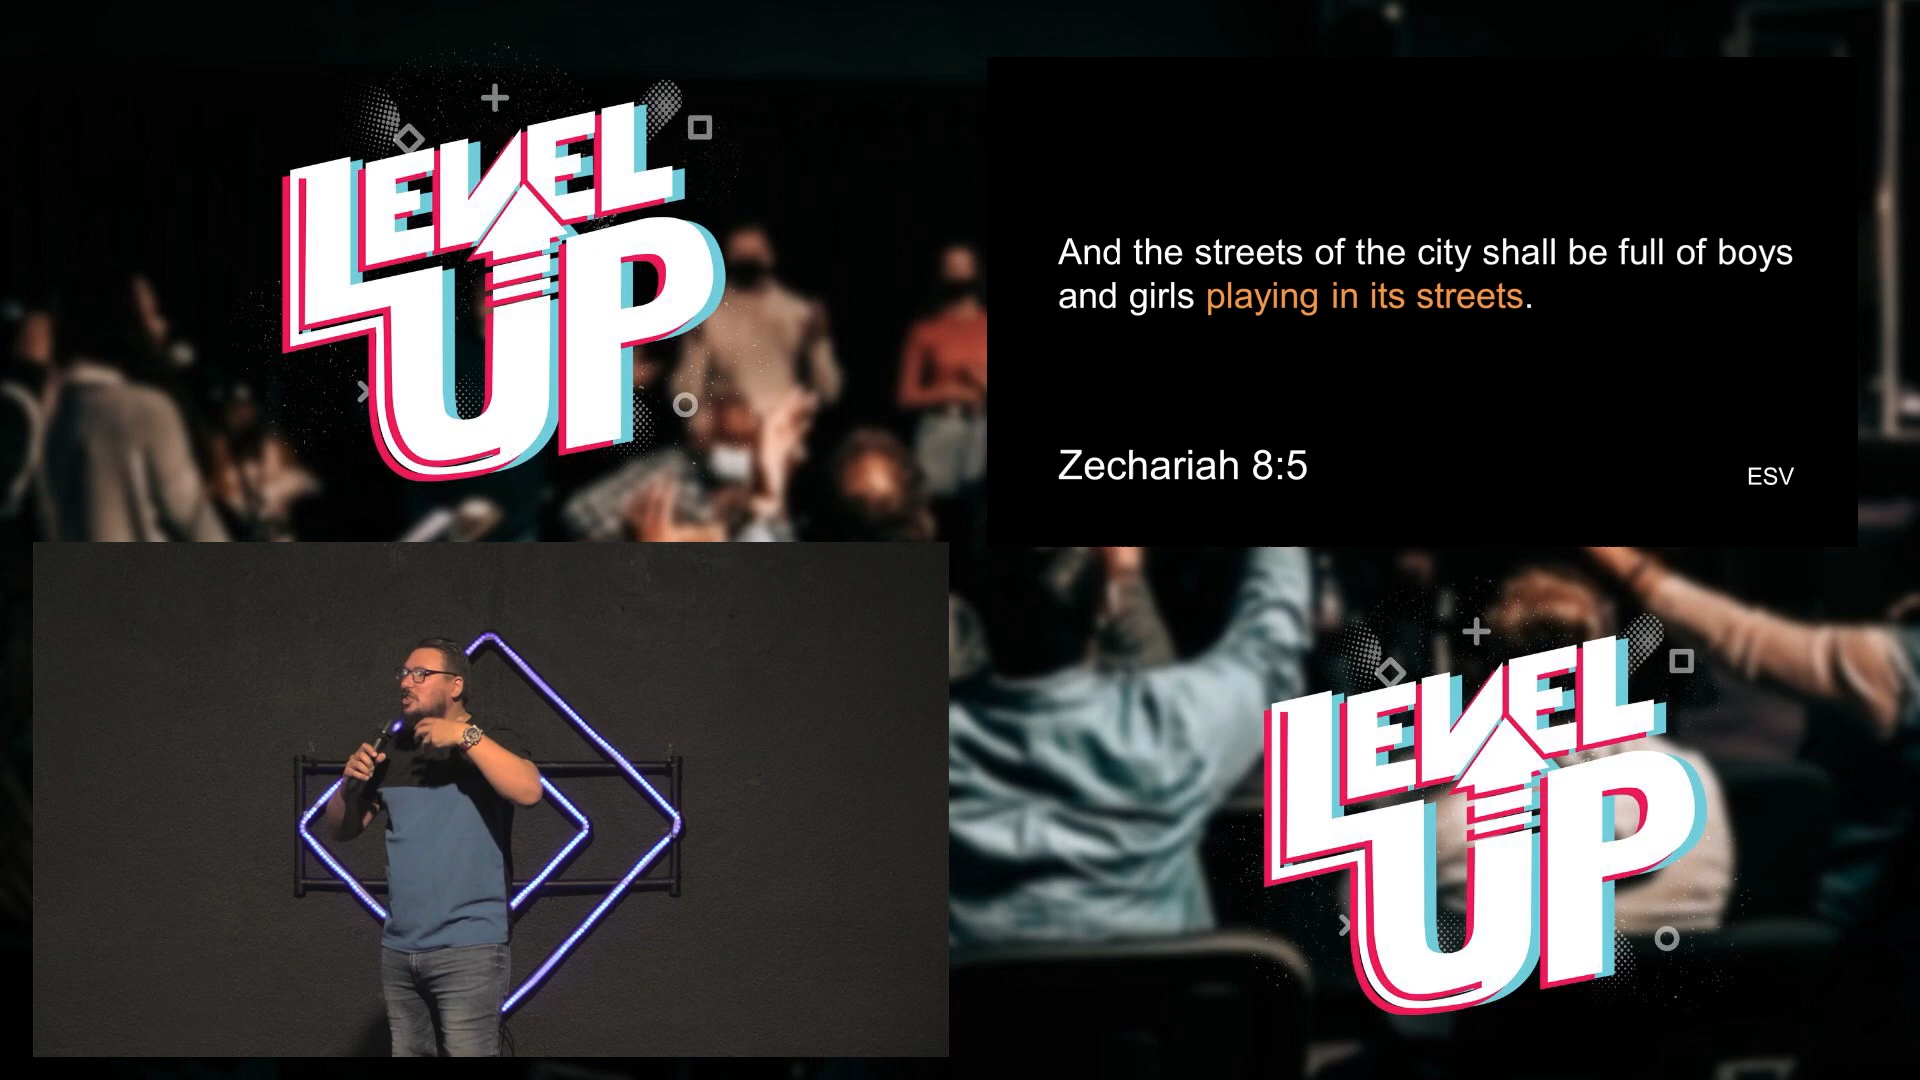 LEVEL
UP
And the streets of the city shall be full of boys
and girls playing in its streets.
Zechariah 8:5
ESV
LEVEL
UP